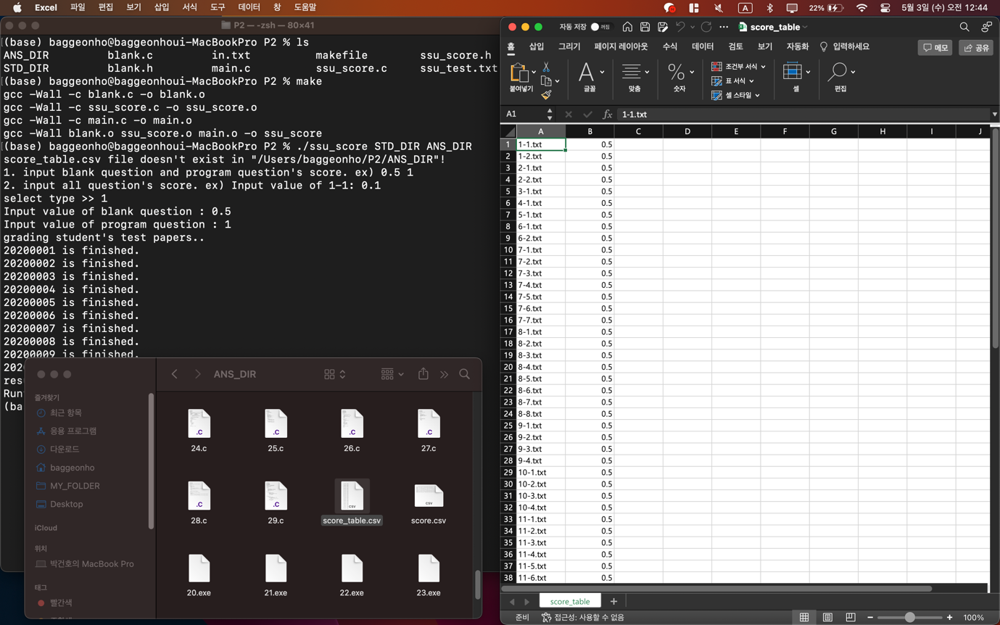 Excel 파일 편집 보기 삽입 서식 도구 데이터 창 도움말 A 22% 5월 3일 (수) 오전 12:44
P2 — -zsh — 80×41
(base) baggeonho@baggeonhoui-MacBookPro P2 % ls
ANS_DIR blank.c in.txt makefile ssu_score.h
STD_DIR blank.h main.c ssu_score.c ssu_test.txt
(base) baggeonho@baggeonhoui-MacBookPro P2 % make
gcc -Wall -c blank.c -o blank.o
gcc -Wall -c ssu_score.c -o ssu_score.o
gcc -Wall -c main.c -o main.o
gcc -Wall blank.o ssu_score.o main.o -o ssu_score
(base) baggeonho@baggeonhoui-MacBookPro P2 % ./ssu_score STD_DIR ANS_DIR
score_table.csv file doesn't exist in "/Users/baggeonho/P2/ANS_DIR"!
1. input blank question and program question's score. ex) 0.5 1
2. input all question's score. ex) Input value of 1-1: 0.1
select type >> 1
Input value of blank question : 0.5
Input value of program question : 1
grading student's test papers..
20200001 is finished.
20200002 is finished.
20200003 is finished.
20200004 is finished.
20200005 is finished.
20200006 is finished.
20200007 is finished.
20200008 is finished.
20200009 is finished.
202
res
Run
(ba
ANS_DIR
즐겨찾기
최근 항목
응용 프로그램
다운로드
baggeonho
MY_FOLDER
Desktop
iCloud
위치
박건호의 MacBook Pro
태그
빨간색
24.c 25.c 26.c 27.c
28.c 29.c score_table.csv score.csv
20.exe 21.exe 22.exe 23.exe
자동 저장 꺼짐 score_table
홈 삽입 그리기 페이지 레이아웃 수식 데이터 검토 보기 자동화 입력하세요 메모 공유
붙여넣기 글꼴 맞춤 숫자 조건부 서식 표 서식 셀 스타일 셀 편집
A1 fx 1-1.txt
A B C D E F G H I J
1 1-1.txt 0.5
2 1-2.txt 0.5
3 2-1.txt 0.5
4 2-2.txt 0.5
5 3-1.txt 0.5
6 4-1.txt 0.5
7 5-1.txt 0.5
8 6-1.txt 0.5
9 6-2.txt 0.5
10 7-1.txt 0.5
11 7-2.txt 0.5
12 7-3.txt 0.5
13 7-4.txt 0.5
14 7-5.txt 0.5
15 7-6.txt 0.5
16 7-7.txt 0.5
17 8-1.txt 0.5
18 8-2.txt 0.5
19 8-3.txt 0.5
20 8-4.txt 0.5
21 8-5.txt 0.5
22 8-6.txt 0.5
23 8-7.txt 0.5
24 8-8.txt 0.5
25 9-1.txt 0.5
26 9-2.txt 0.5
27 9-3.txt 0.5
28 9-4.txt 0.5
29 10-1.txt 0.5
30 10-2.txt 0.5
31 10-3.txt 0.5
32 10-4.txt 0.5
33 11-1.txt 0.5
34 11-2.txt 0.5
35 11-3.txt 0.5
36 11-4.txt 0.5
37 11-5.txt 0.5
38 11-6.txt 0.5
score_table
준비 접근성: 사용할 수 없음 100%